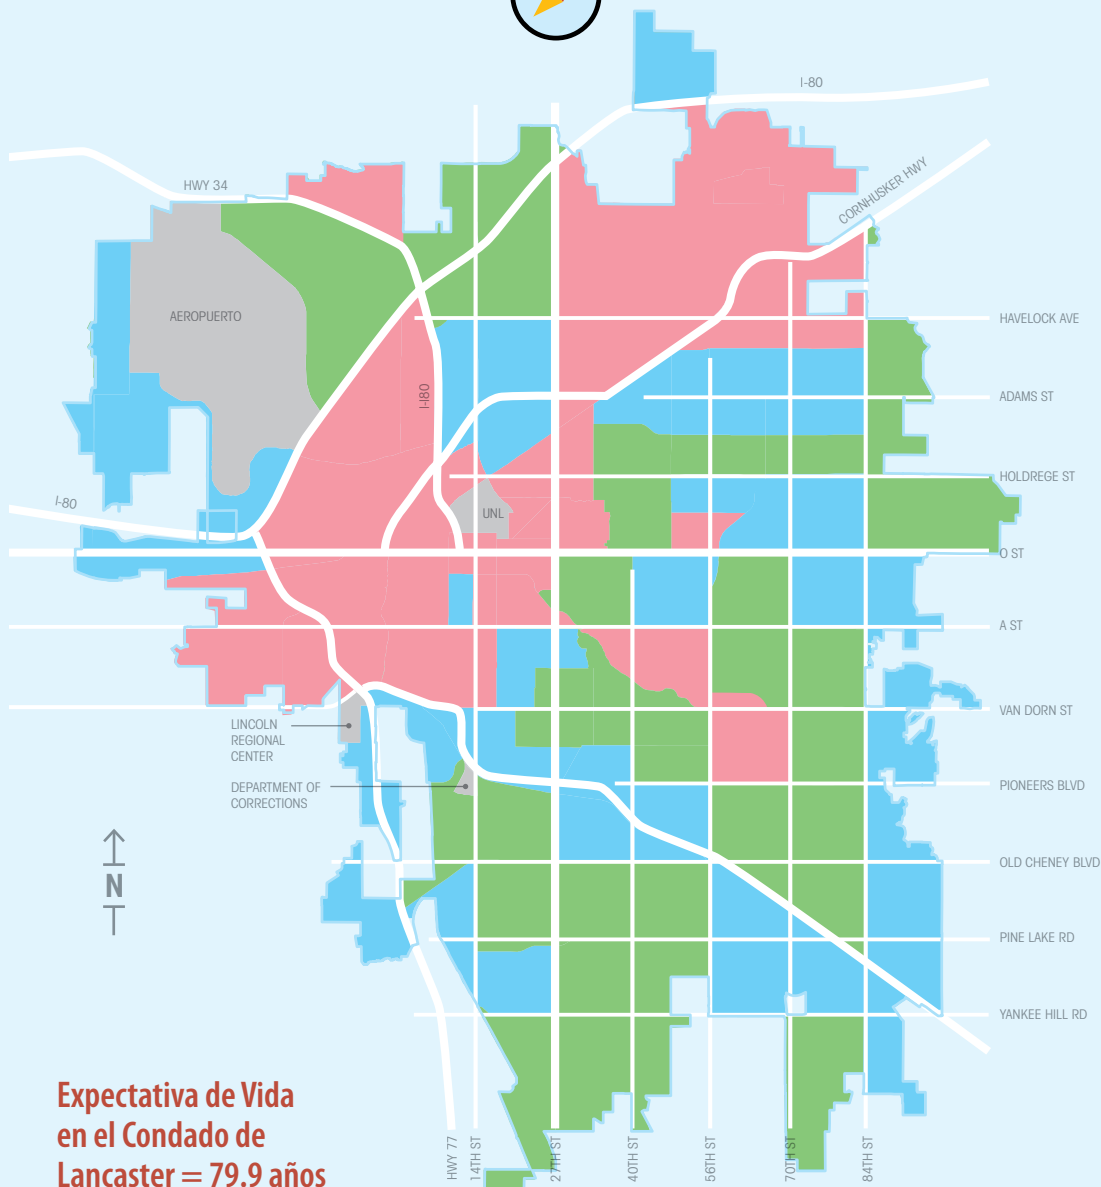 I-80
HWY 34
CORNHUSKER HWY
AEROPUERTO
HAVELOCK AVE
I-180
ADAMS ST
HOLDREGE ST
I-80
UNL
O ST
A ST
VAN DORN ST
LINCOLN
REGIONAL
CENTER
DEPARTMENT OF
CORRECTIONS
PIONEERS BLVD
OLD CHENEY BLVD
N
PINE LAKE RD
YANKEE HILL RD
HWY 77
14TH ST
27TH ST
40TH ST
56TH ST
70TH ST
84TH ST
Expectativa de Vida
en el Condado de
Lancaster = 79.9 años